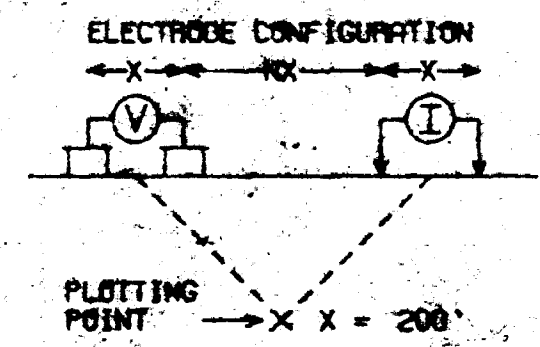 ELECTRODE CONFIGURATION
X NX X
V I
PLOTTING
POINT X X = 200'